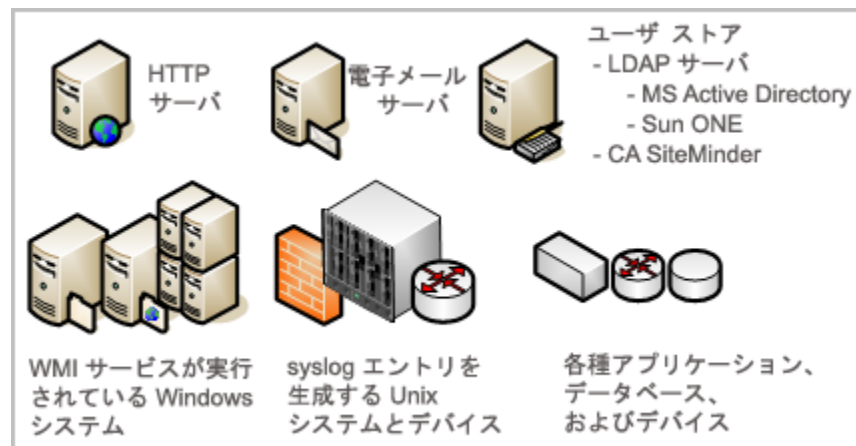 HTTP
サーバ
電子メール
サーバ
ユーザ ストア
- LDAP サーバ
- MS Active Directory
- Sun ONE
- CA SiteMinder
WMI サービスが実行
されている Windows
システム
syslog エントリを
生成する Unix
システムとデバイス
各種アプリケーション、
データベース、
およびデバイス